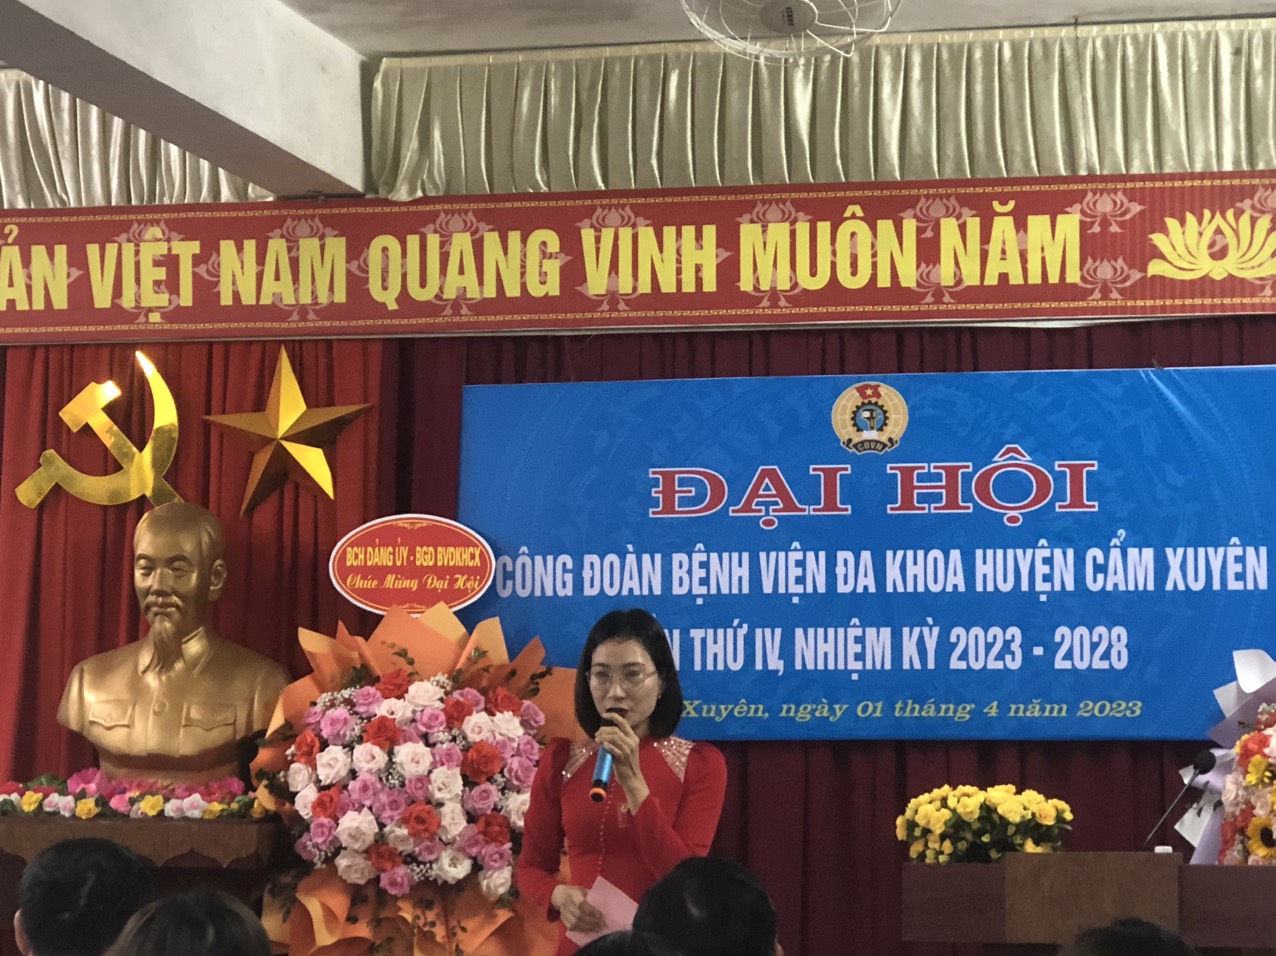 ẢN VIỆT NAM QUANG VINH MUÔN NĂM
CĐVN
ĐẠI HỘI
CÔNG ĐOÀN BỆNH VIỆN ĐA KHOA HUYỆN CẨM XUYÊN
THỨ IV, NHIỆM KỲ 2023 - 2028
Xuyên, ngày 01 tháng 4 năm 2023
BCH ĐẢNG ỦY - BGĐ BVĐKHCX
Chúc Mừng Đại Hội